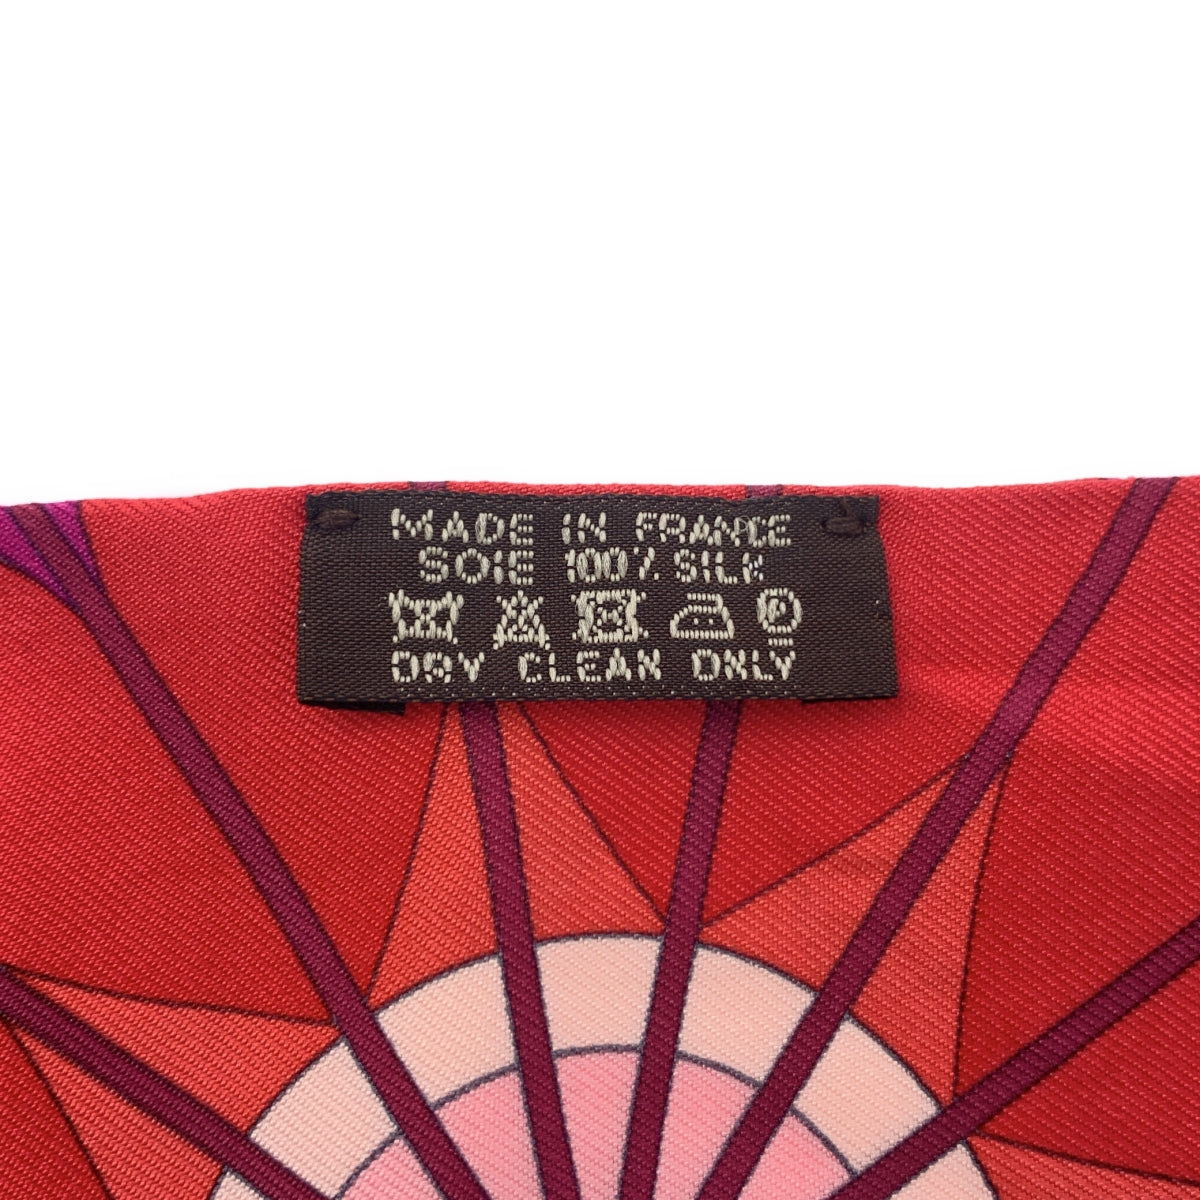 MADE IN FRANCE
SOIE 100% SILK
P
DRY CLEAN ONLY